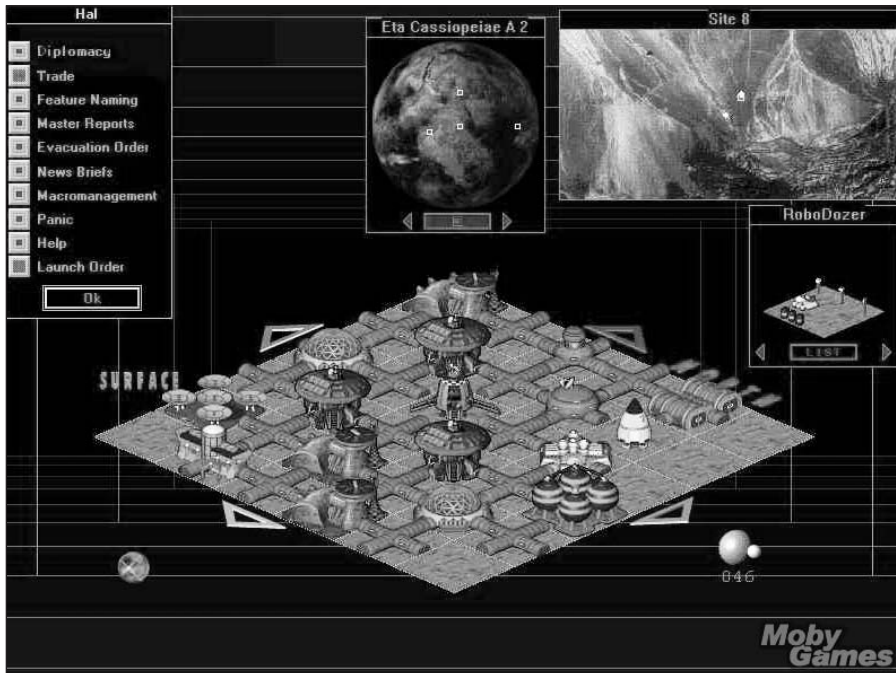 Hal
Diplomacy
Trade
Feature Naming
Master Reports
Evacuation Order
News Briefs
Macromanagement
Panic
Help
Launch Order
Ok
Eta Cassiopeiae A 2
Site 8
RoboDozer
LIST
SURFACE
046
Moby
Games